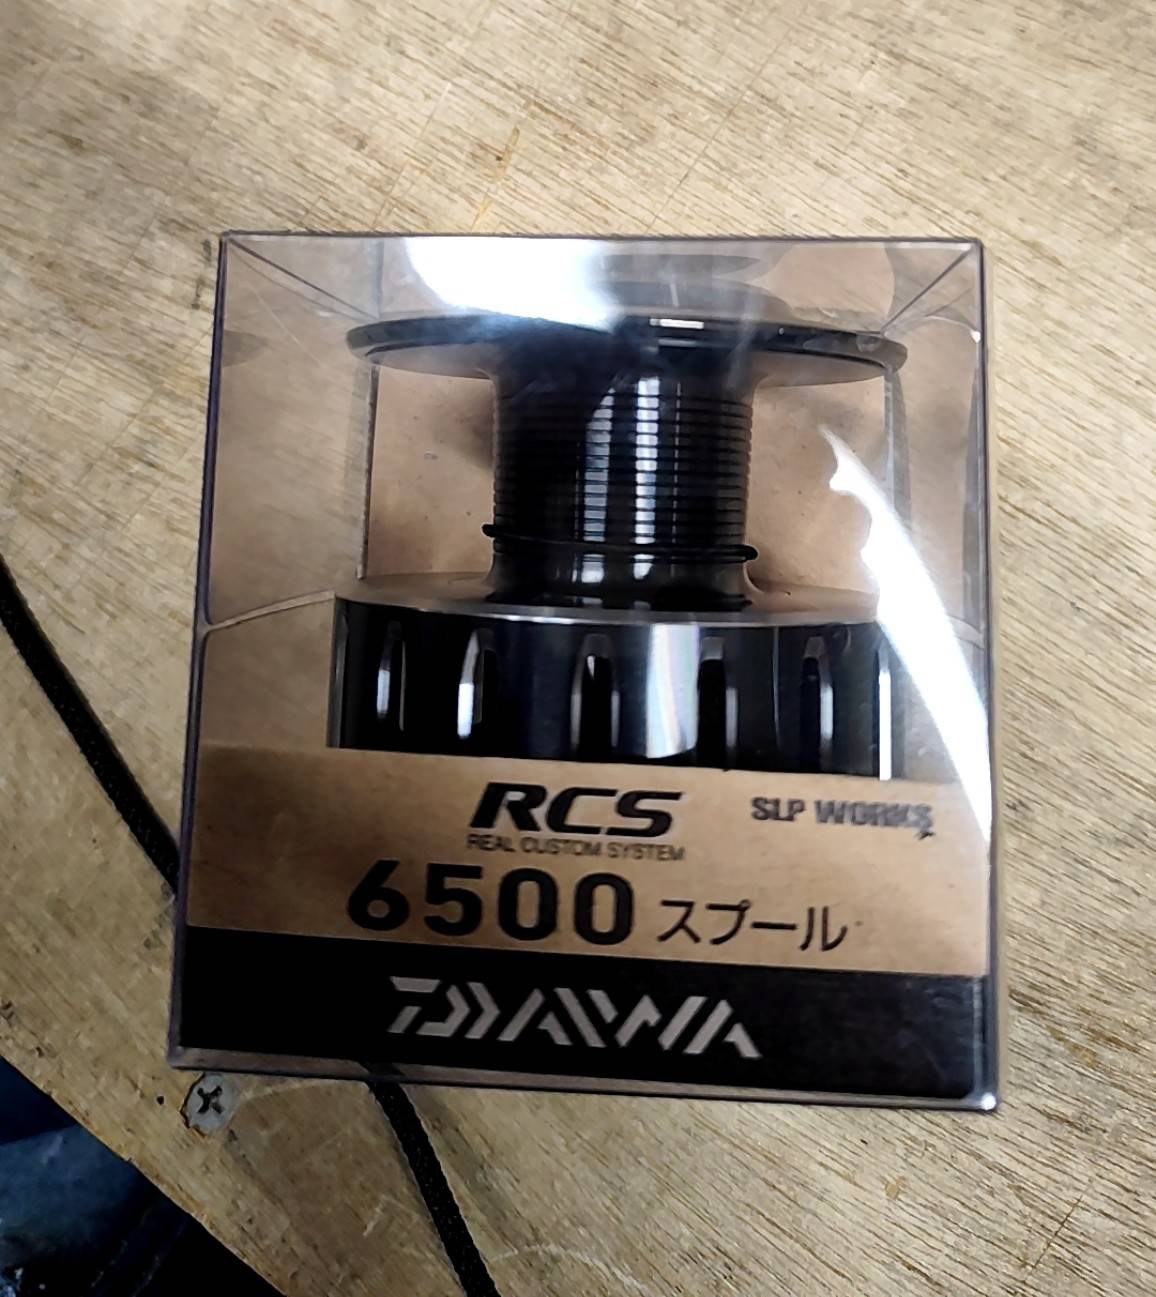 RCS SLP WORKS
REAL CUSTOM SYSTEM
6500 スプール
DAIWA